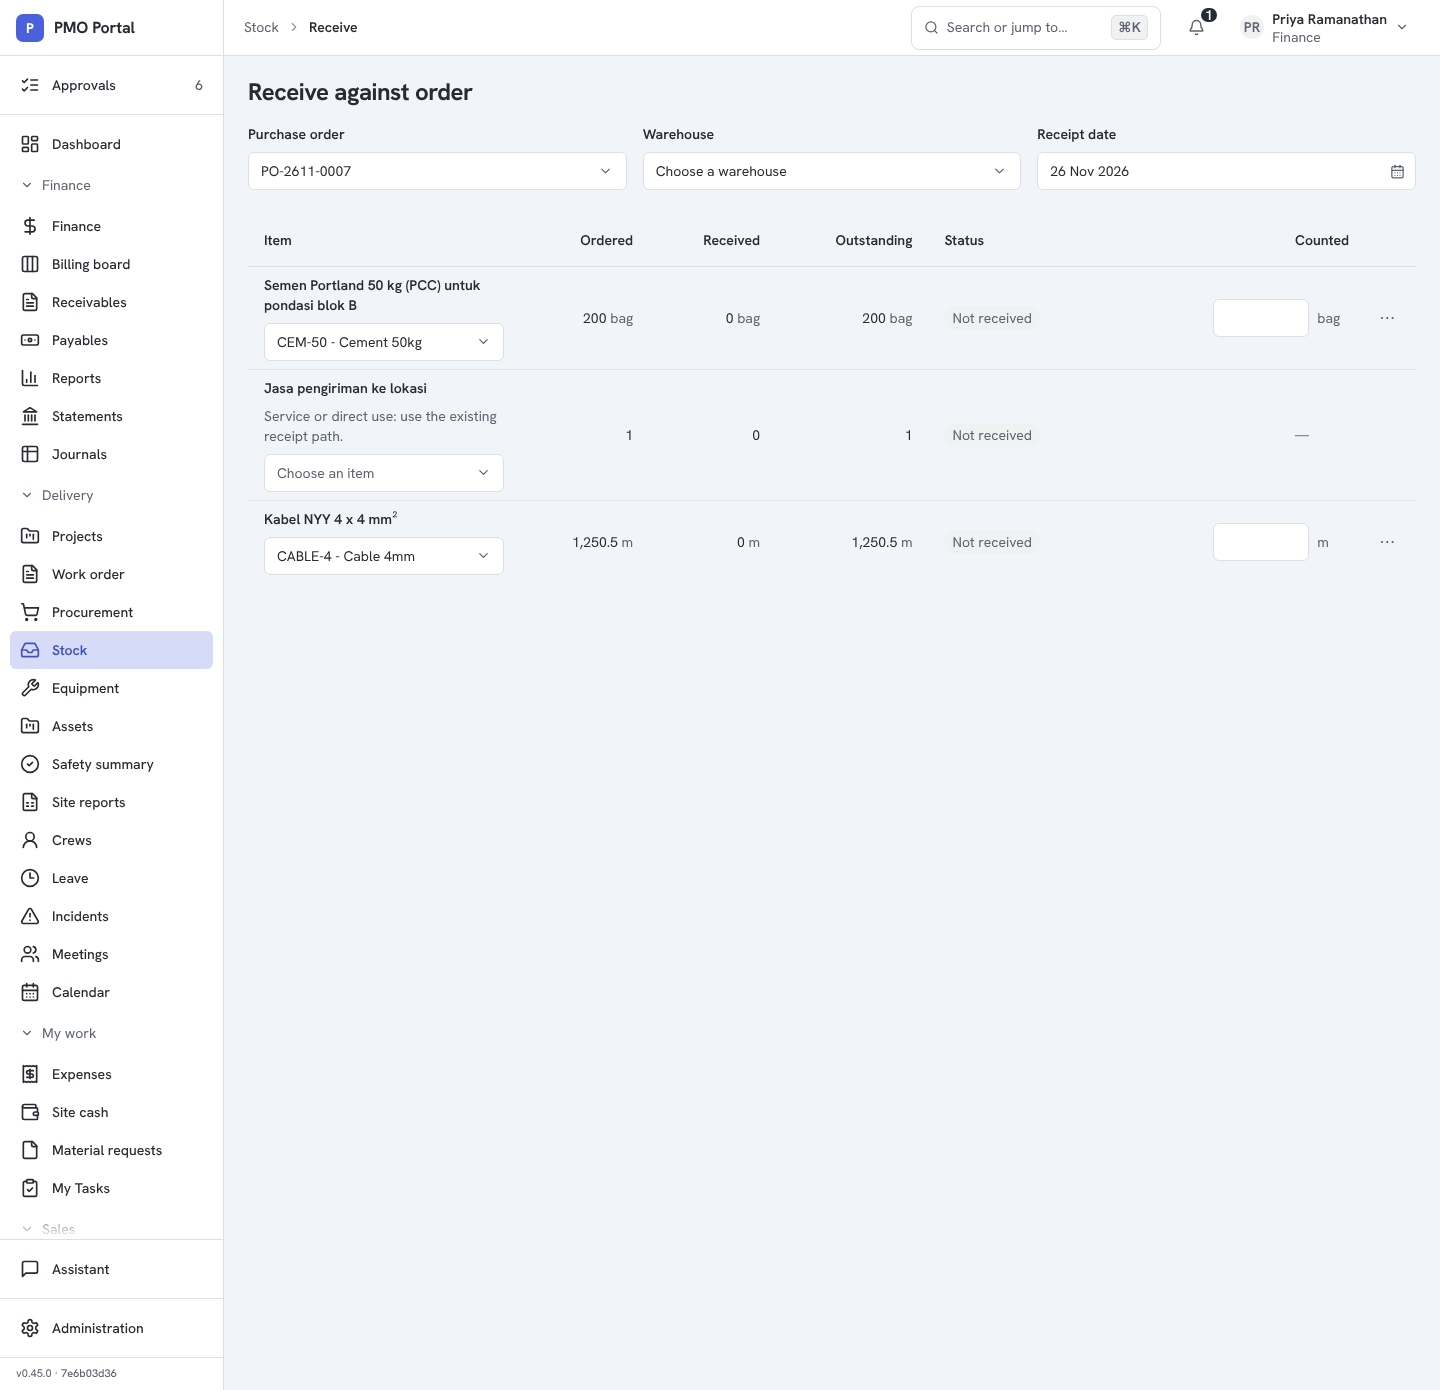 P PMO Portal
Stock > Receive
Search or jump to...
⌘K
1
PR
Priya Ramanathan
Finance
Approvals 6
Dashboard
Finance
Finance
Billing board
Receivables
Payables
Reports
Statements
Journals
Delivery
Projects
Work order
Procurement
Stock
Equipment
Assets
Safety summary
Site reports
Crews
Leave
Incidents
Meetings
Calendar
My work
Expenses
Site cash
Material requests
My Tasks
Sales
Assistant
Administration
v0.45.0 · 7e6b03d36
Receive against order
Purchase order Warehouse Receipt date
PO-2611-0007 Choose a warehouse 26 Nov 2026
Item Ordered Received Outstanding Status Counted
Semen Portland 50 kg (PCC) untuk
pondasi blok B
CEM-50 - Cement 50kg
200 bag 0 bag 200 bag Not received bag ...
Jasa pengiriman ke lokasi
Service or direct use: use the existing
receipt path.
Choose an item
1 0 1 Not received —
Kabel NYY 4 x 4 mm²
CABLE-4 - Cable 4mm
1,250.5 m 0 m 1,250.5 m Not received m ...